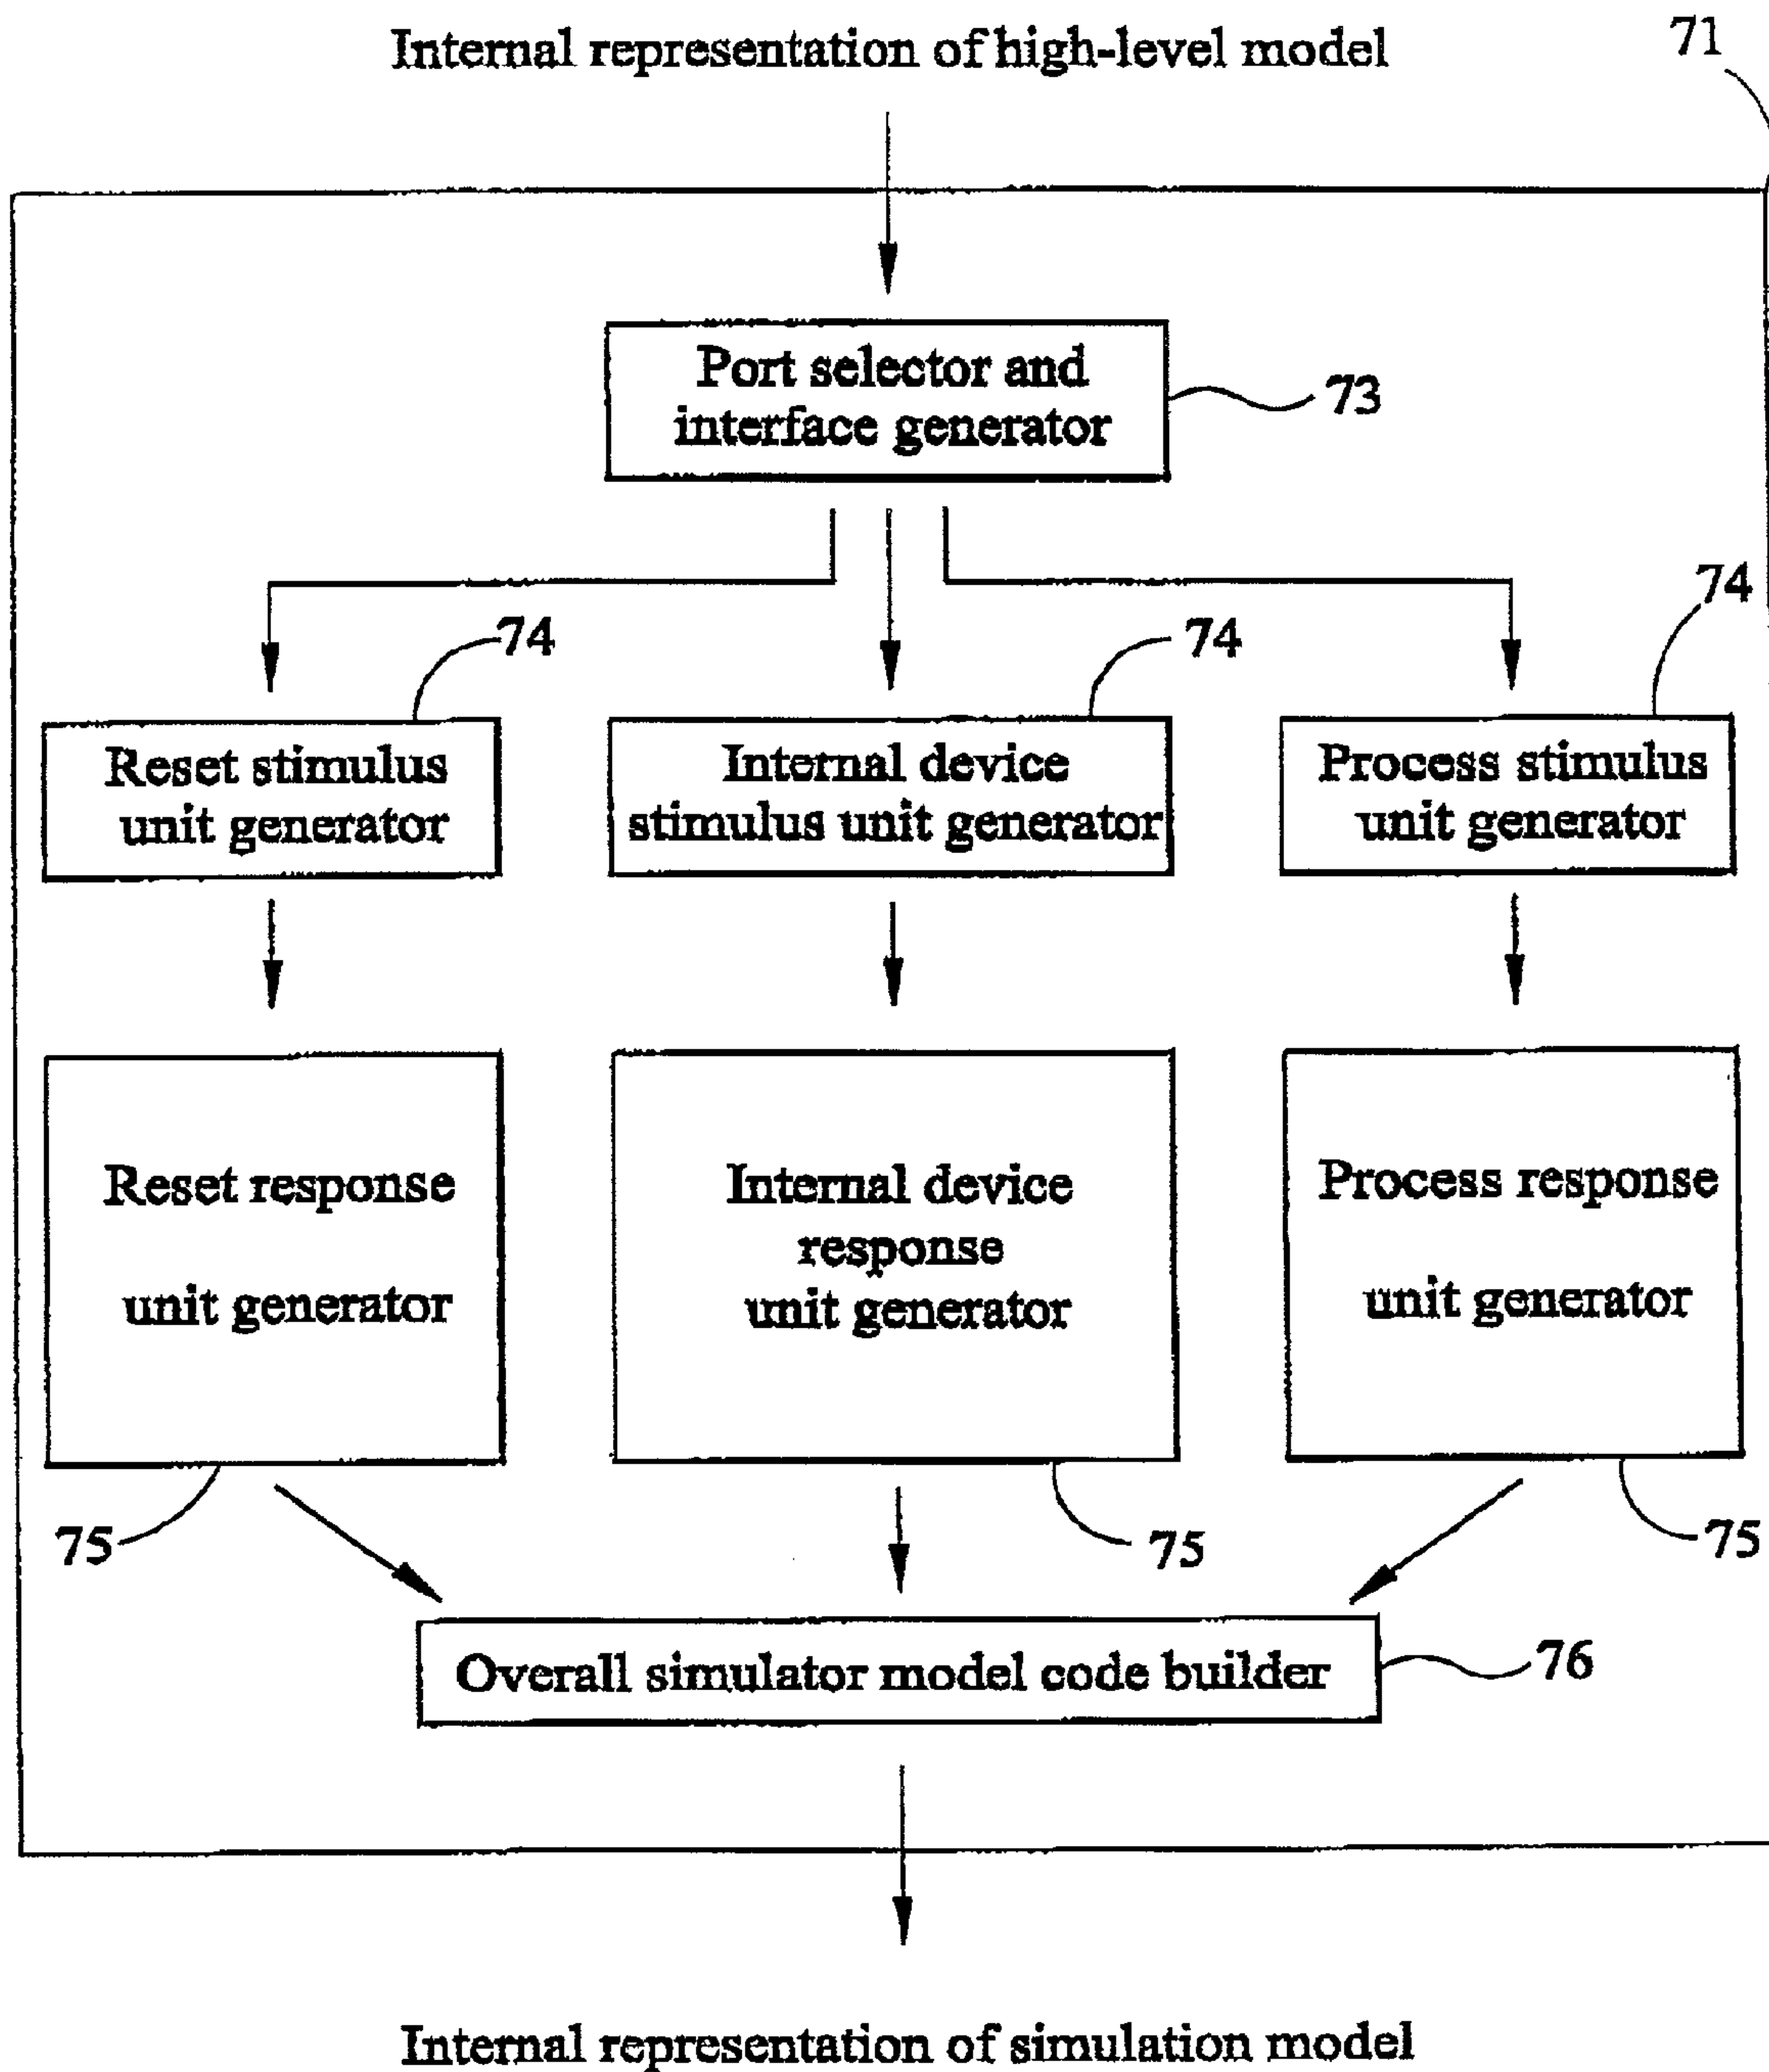 Internal representation of high-level model
71
Port selector and
interface generator
73
74
74
74
Reset stimulus
unit generator
Internal device
stimulus unit generator
Process stimulus
unit generator
Reset response
unit generator
Internal device
response
unit generator
Process response
unit generator
75
75
75
Overall simulator model code builder
76
Internal representation of simulation model